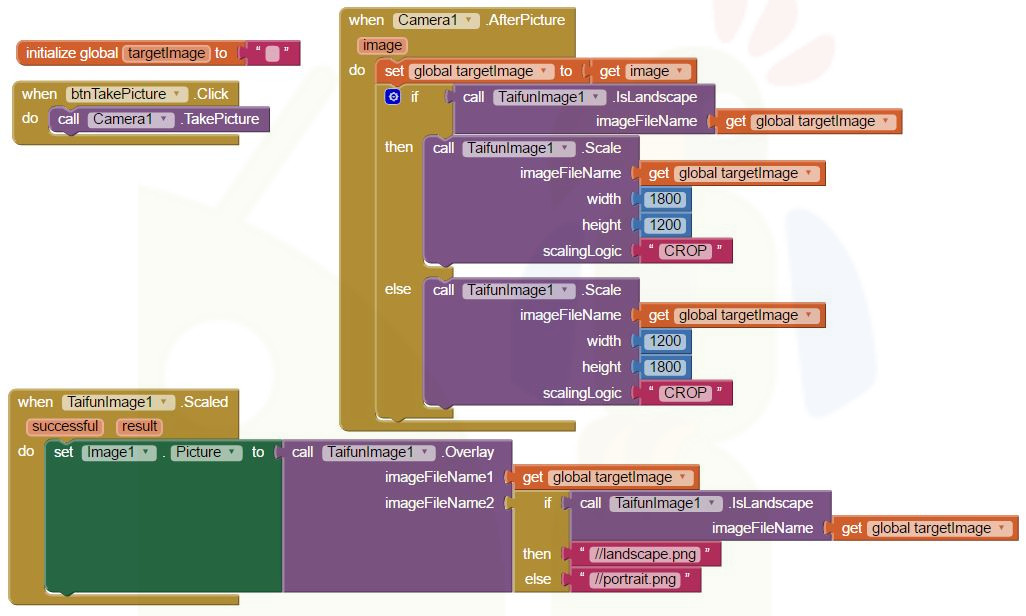 initialize global targetImage to " "
when btnTakePicture .Click
do call Camera1 .TakePicture
when Camera1 .AfterPicture
image
do set global targetImage to get image
if call TaifunImage1 .IsLandscape
imageFileName get global targetImage
then call TaifunImage1 .Scale
imageFileName get global targetImage
width 1800
height 1200
scalingLogic " CROP "
else call TaifunImage1 .Scale
imageFileName get global targetImage
width 1200
height 1800
scalingLogic " CROP "
when TaifunImage1 .Scaled
successful result
do set Image1 . Picture to call TaifunImage1 .Overlay
imageFileName1 get global targetImage
imageFileName2 if call TaifunImage1 .IsLandscape
imageFileName get global targetImage
then " //landscape.png "
else " //portrait.png "